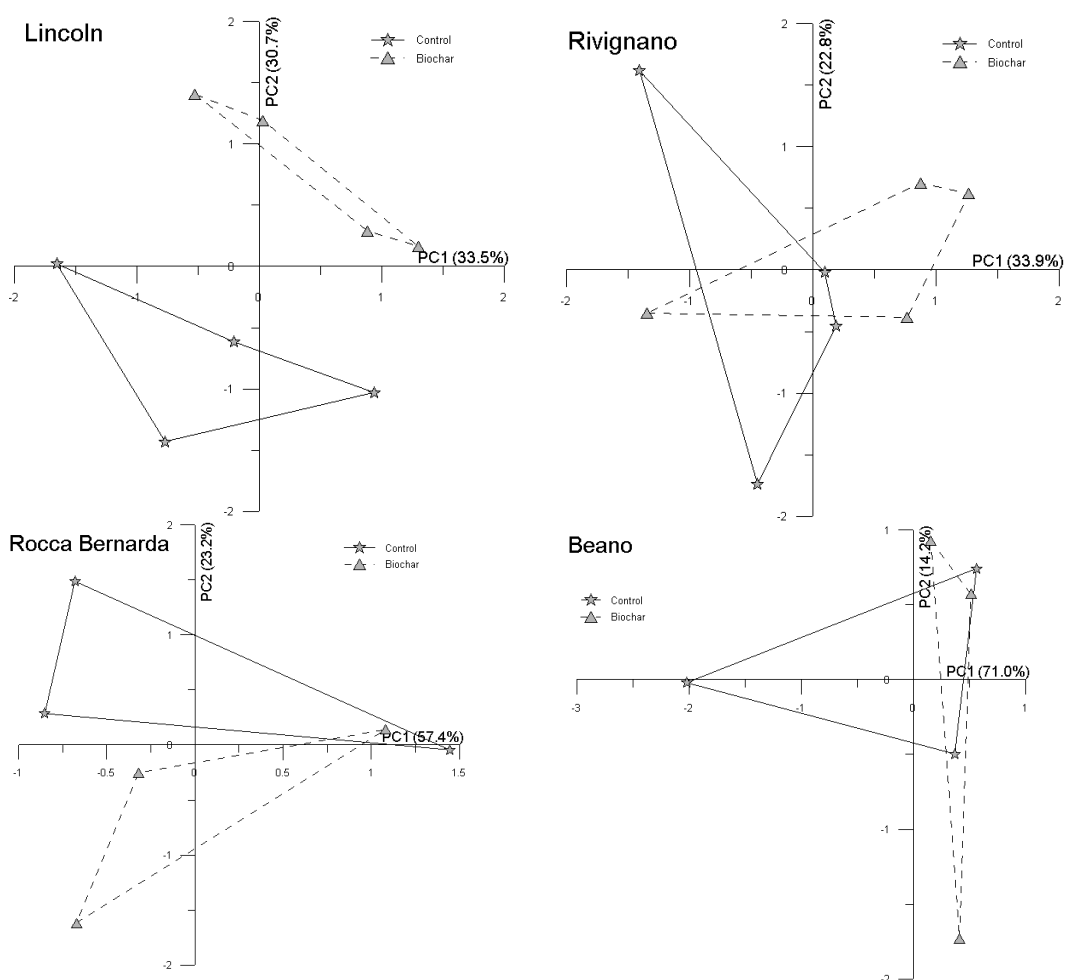 Lincoln
Control
Biochar
PC2 (30.7%)
PC1 (33.5%)
2
1
0
-1
-2
-2
-1
0
1
2
Rivignano
Control
Biochar
PC2 (22.8%)
PC1 (33.9%)
2
1
0
-1
-2
-2
-1
0
1
2
Rocca Bernarda
Control
Biochar
PC2 (23.2%)
PC1 (57.4%)
2
1
0
-1
-2
-1
-0.5
0
0.5
1
1.5
Beano
Control
Biochar
PC2 (14.2%)
PC1 (71.0%)
1
0
-1
-2
-3
-2
-1
0
1